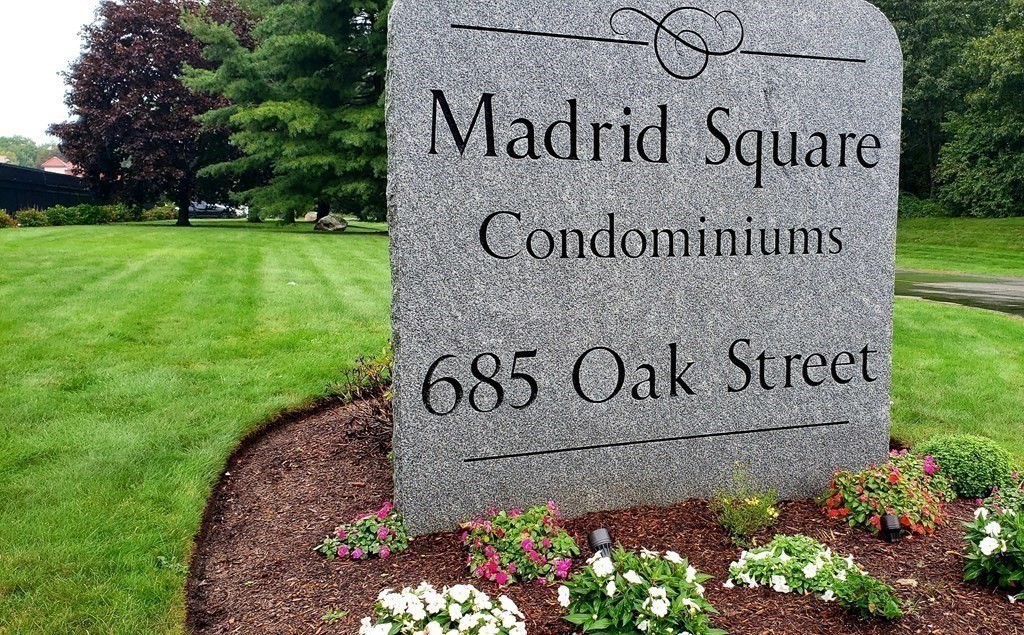 Madrid Square
Condominiums
685 Oak Street